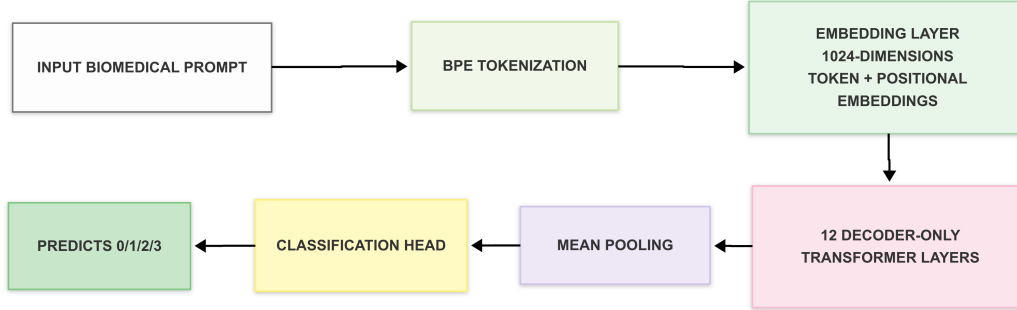 INPUT BIOMEDICAL PROMPT
BPE TOKENIZATION
EMBEDDING LAYER
1024-DIMENSIONS
TOKEN + POSITIONAL
EMBEDDINGS
12 DECODER-ONLY
TRANSFORMER LAYERS
MEAN POOLING
CLASSIFICATION HEAD
PREDICTS 0/1/2/3